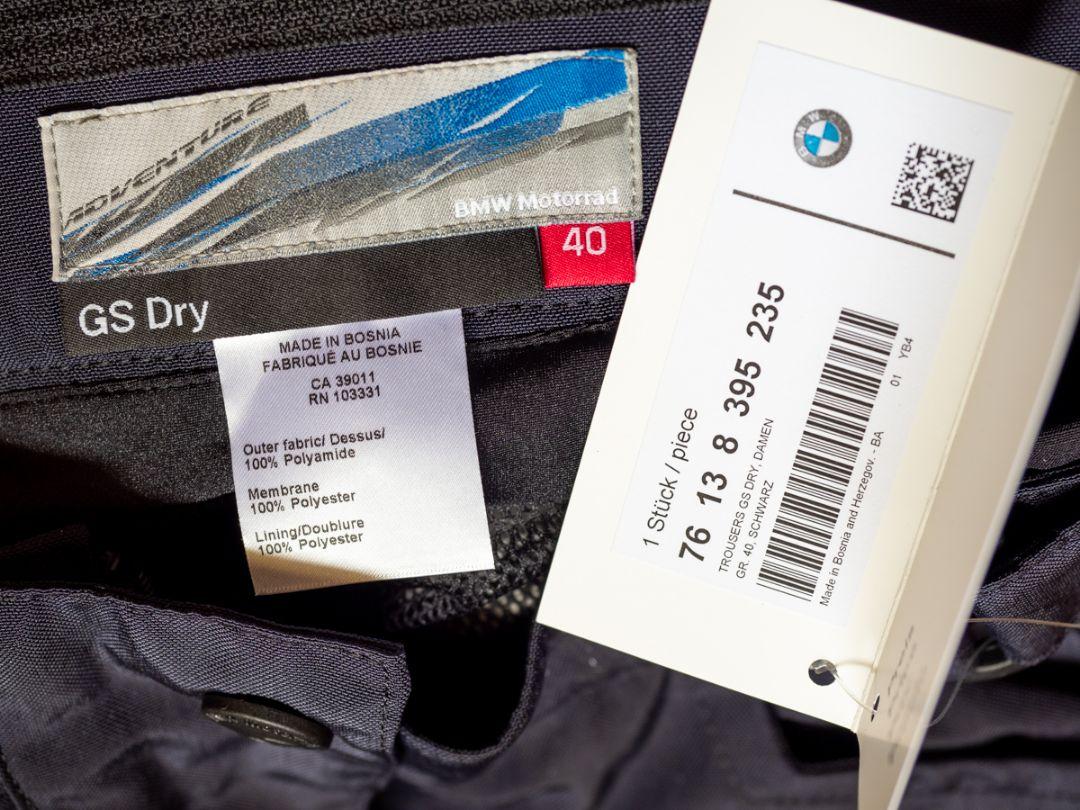 ADVENTURE
BMW Motorrad
40
GS Dry
MADE IN BOSNIA
FABRIQUÉ AU BOSNIE
CA 39011
RN 103331
Outer fabric/ Dessus/
100% Polyamide
Membrane
100% Polyester
Lining/Doublure
100% Polyester
BMW
1 Stück / piece
76 13 8 395 235
TROUSERS GS DRY, DAMEN
GR. 40, SCHWARZ
Made in Bosnia and Herzegov. - BA
01 YB4